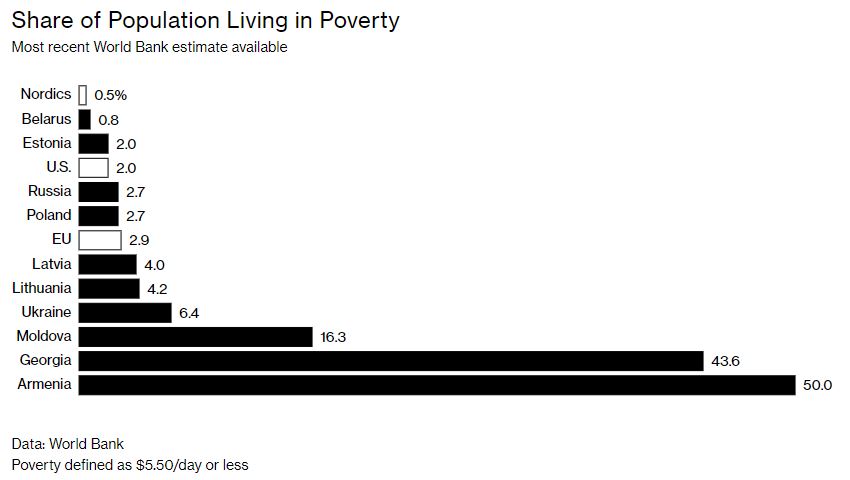 Share of Population Living in Poverty
Most recent World Bank estimate available
Nordics 0.5%
Belarus 0.8
Estonia 2.0
U.S. 2.0
Russia 2.7
Poland 2.7
EU 2.9
Latvia 4.0
Lithuania 4.2
Ukraine 6.4
Moldova 16.3
Georgia 43.6
Armenia 50.0
Data: World Bank
Poverty defined as $5.50/day or less